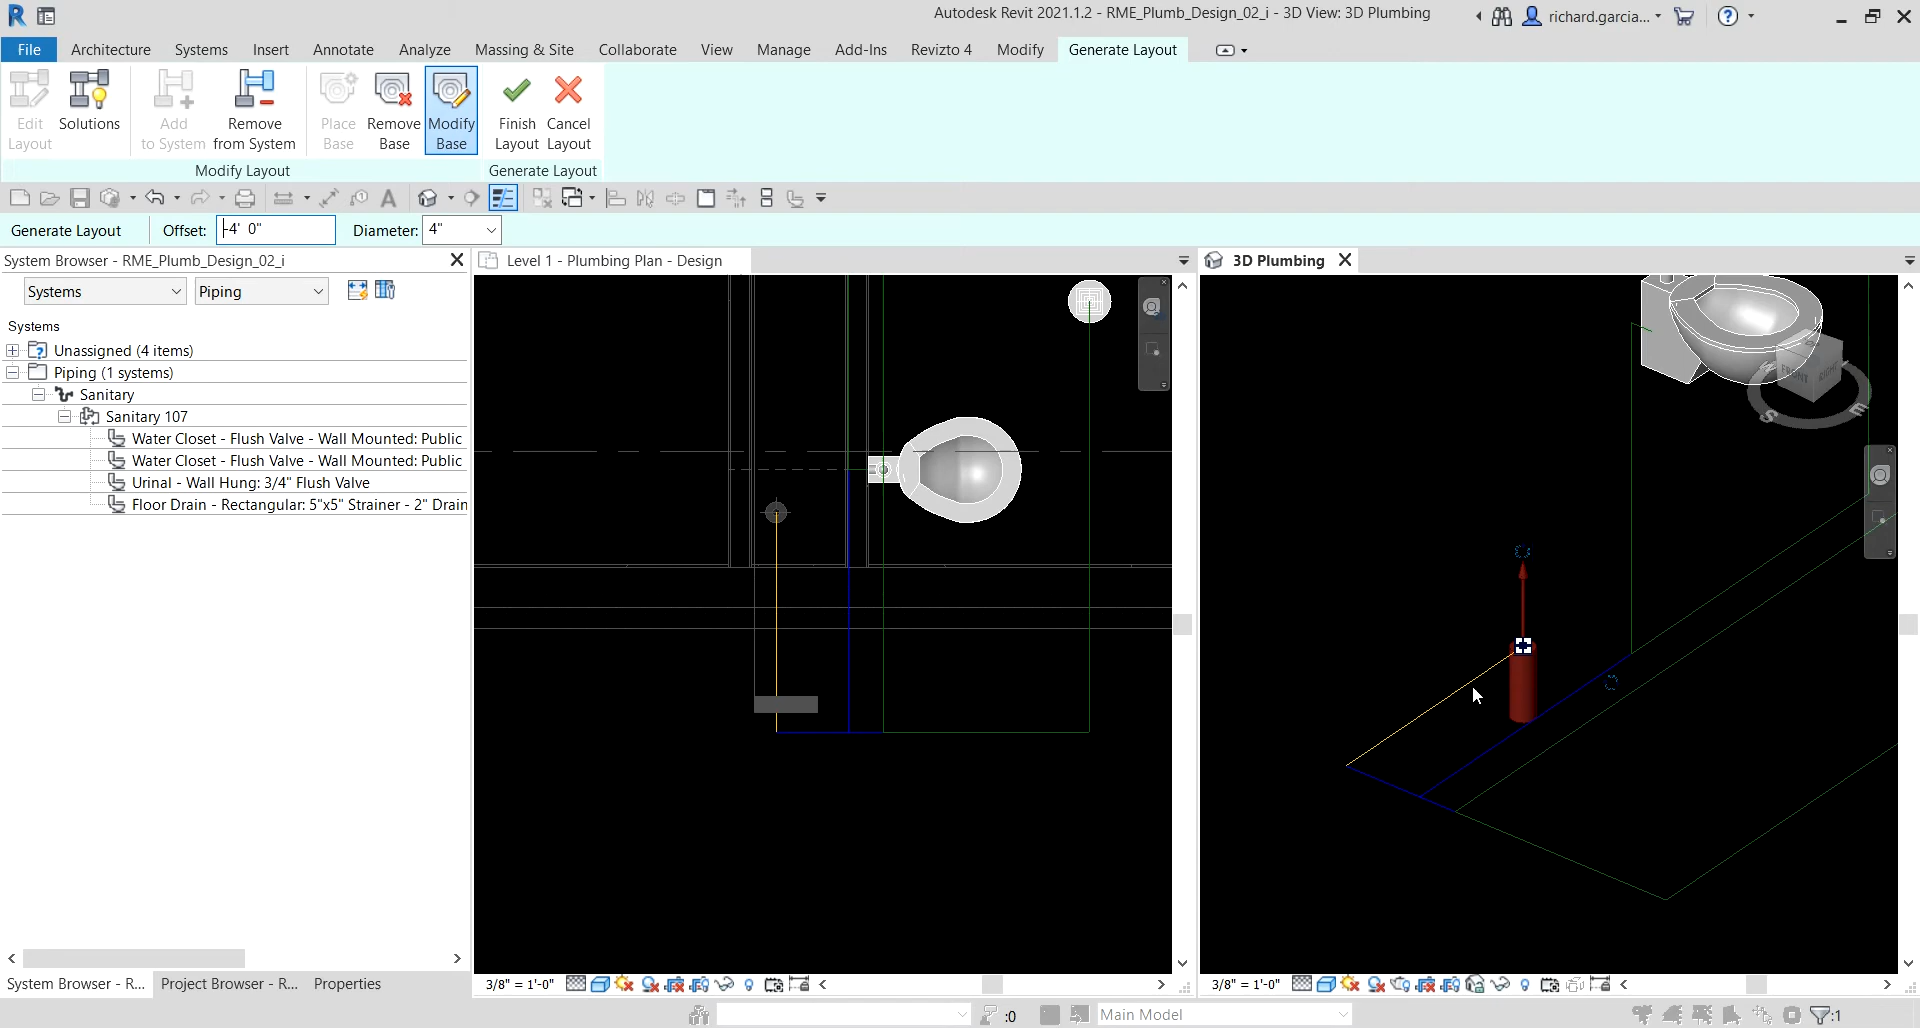 Autodesk Revit 2021.1.2 - RME_Plumb_Design_02_i - 3D View: 3D Plumbing
richard.garcia...
File Architecture Systems Insert Annotate Analyze Massing & Site Collaborate View Manage Add-Ins Revizto 4 Modify Generate Layout
Edit Layout
Solutions
Add to System
Remove from System
Place Base
Remove Base
Modify Base
Finish Layout
Cancel Layout
Modify Layout
Generate Layout
Generate Layout Offset: -4' 0" Diameter: 4"
System Browser - RME_Plumb_Design_02_i
Level 1 - Plumbing Plan - Design
3D Plumbing
Systems Piping
Systems
Unassigned (4 items)
Piping (1 systems)
Sanitary
Sanitary 107
Water Closet - Flush Valve - Wall Mounted: Public
Water Closet - Flush Valve - Wall Mounted: Public
Urinal - Wall Hung: 3/4" Flush Valve
Floor Drain - Rectangular: 5"x5" Strainer - 2" Drain
FRONT RIGHT
S E
System Browser - R... Project Browser - R... Properties
3/8" = 1'-0"
3/8" = 1'-0"
:0
Main Model
:1